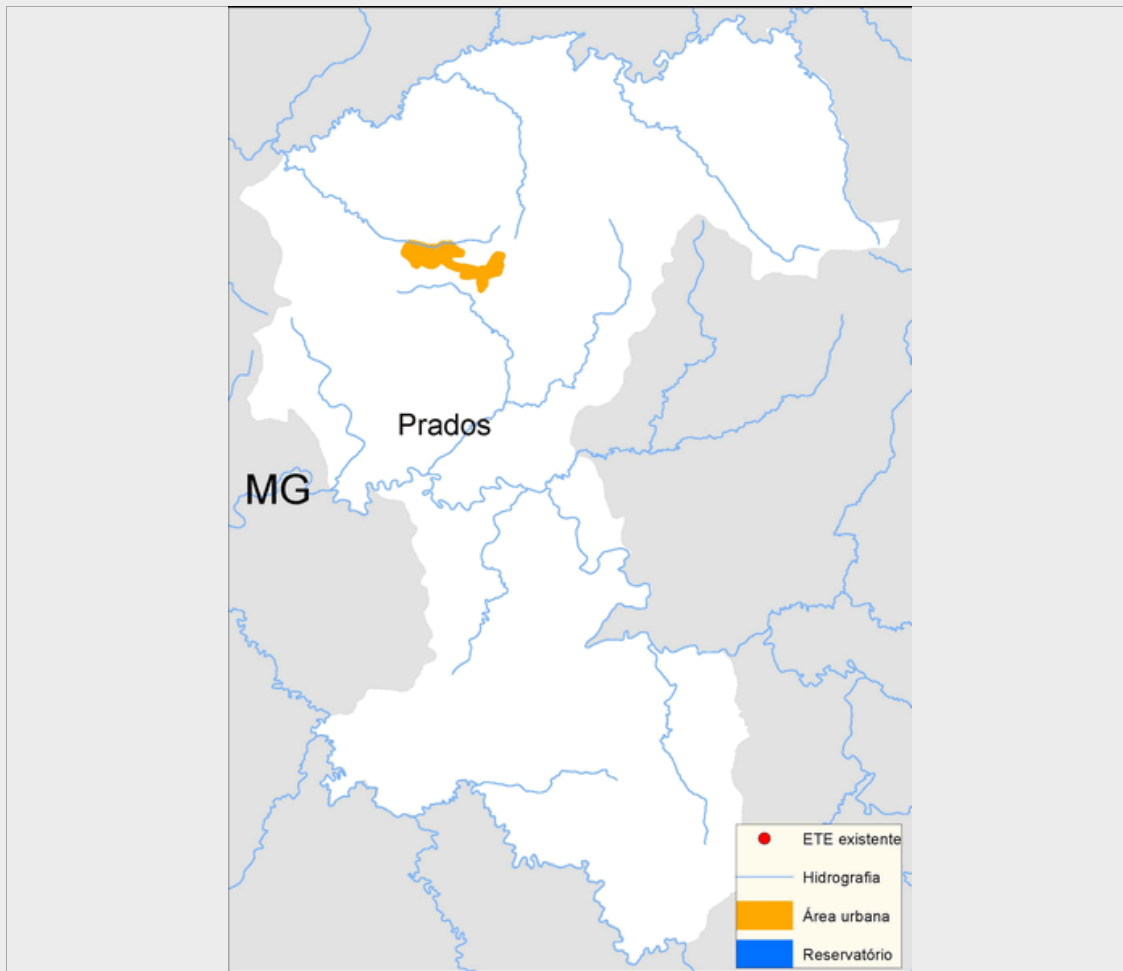 Prados
MG
ETE existente
Hidrografia
Área urbana
Reservatório